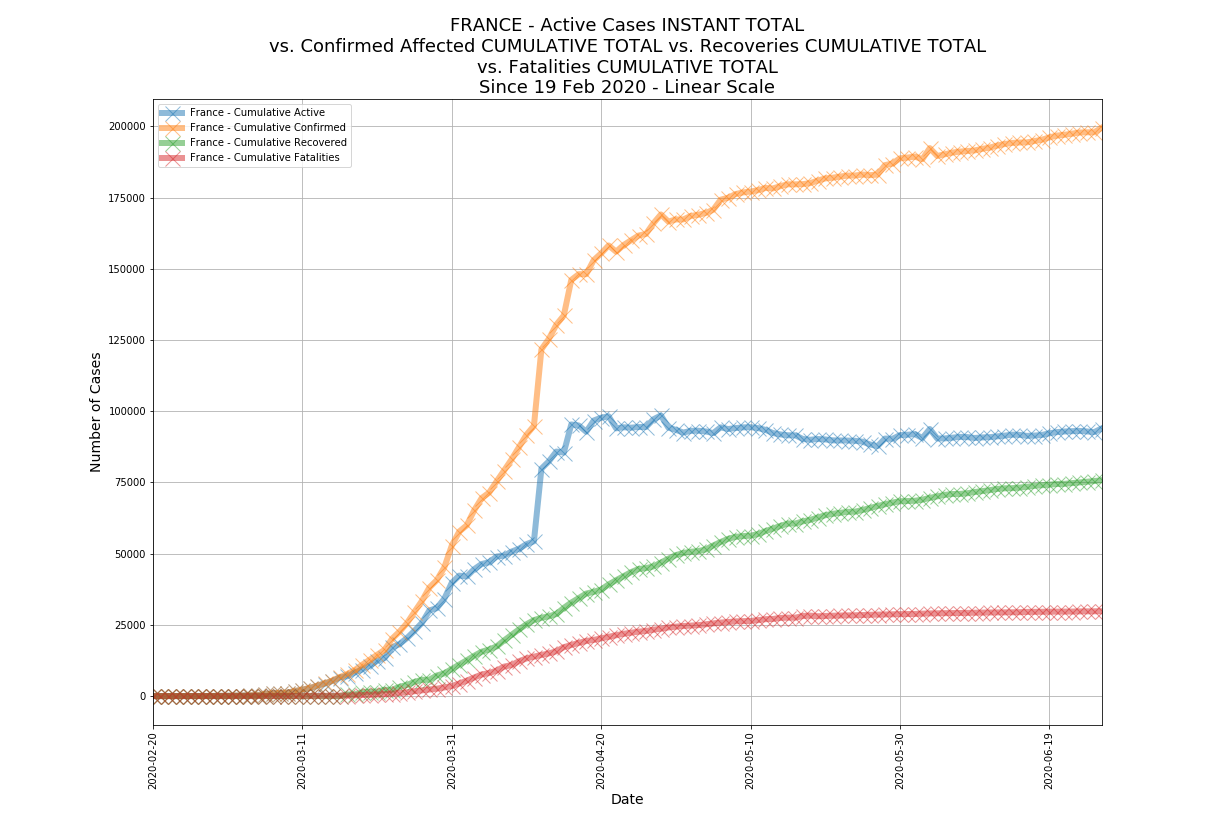 FRANCE - Active Cases INSTANT TOTAL
vs. Confirmed Affected CUMULATIVE TOTAL vs. Recoveries CUMULATIVE TOTAL
vs. Fatalities CUMULATIVE TOTAL
Since 19 Feb 2020 - Linear Scale
France - Cumulative Active
France - Cumulative Confirmed
France - Cumulative Recovered
France - Cumulative Fatalities
200000
175000
150000
125000
100000
75000
50000
25000
0
Number of Cases
2020-02-20
2020-03-11
2020-03-31
2020-04-20
2020-05-10
2020-05-30
2020-06-19
Date